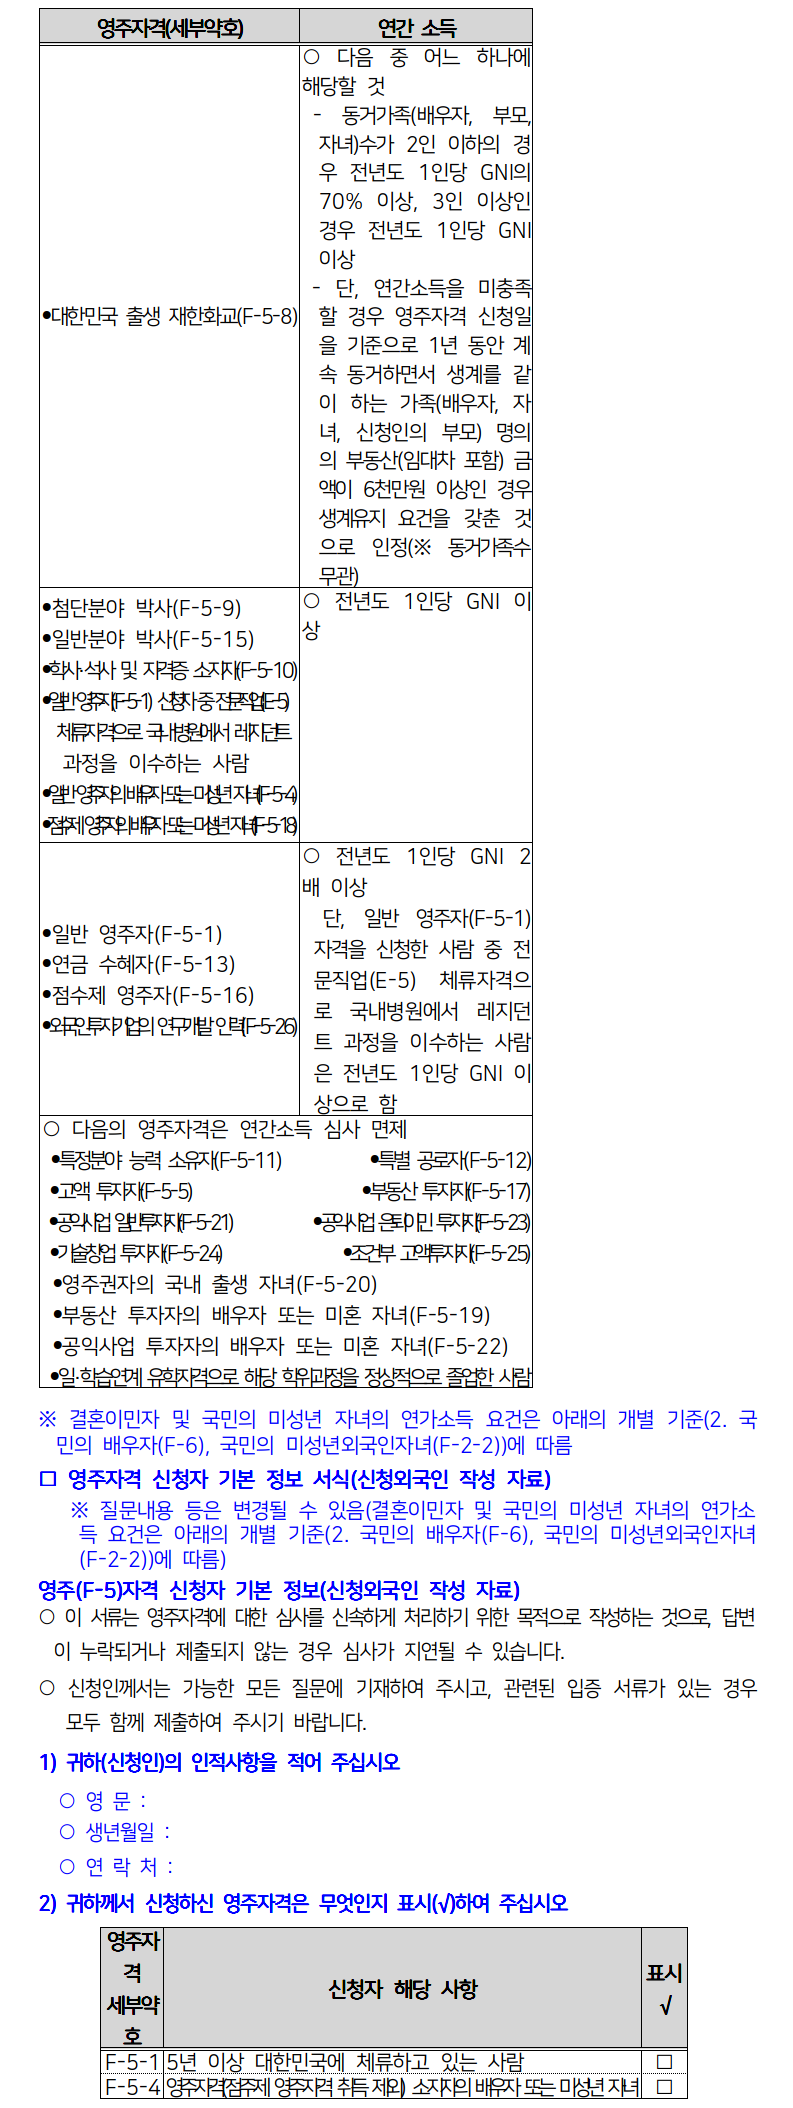 영주자격(세부약호) 연간 소득
•대한민국 출생 재한화교(F-5-8)
○ 다음 중 어느 하나에
해당할 것
- 동거가족(배우자, 부모,
자녀)수가 2인 이하의 경
우 전년도 1인당 GNI의
70% 이상, 3인 이상인
경우 전년도 1인당 GNI
이상
- 단, 연간소득을 미충족
할 경우 영주자격 신청일
을 기준으로 1년 동안 계
속 동거하면서 생계를 같
이 하는 가족(배우자, 자
녀, 신청인의 부모) 명의
의 부동산(임대차 포함) 금
액이 6천만원 이상인 경우
생계유지 요건을 갖춘 것
으로 인정(※ 동거가족수
무관)
•첨단분야 박사(F-5-9)
•일반분야 박사(F-5-15)
•학사·석사 및 자격증 소지자(F-5-10)
•일반 영주자(F-5-1) 신청자 중 전문직업(E-5)
체류자격으로 국내병원에서 레지던트
과정을 이수하는 사람
•일반 영주자의 배우자 또는 미성년 자녀(F-5-4)
•점수제 영주자의 배우자 또는 미성년 자녀(F-5-18)
○ 전년도 1인당 GNI 이
상
•일반 영주자(F-5-1)
•연금 수혜자(F-5-13)
•점수제 영주자(F-5-16)
•외국인투자기업의 연구개발 인력(F-5-26)
○ 전년도 1인당 GNI 2
배 이상
단, 일반 영주자(F-5-1)
자격을 신청한 사람 중 전
문직업(E-5) 체류자격으
로 국내병원에서 레지던
트 과정을 이수하는 사람
은 전년도 1인당 GNI 이
상으로 함
○ 다음의 영주자격은 연간소득 심사 면제
•특정분야 능력 소유자(F-5-11) •특별 공로자(F-5-12)
•고액 투자자(F-5-5) •부동산 투자자(F-5-17)
•공익사업 일반 투자자(F-5-21) •공익사업 은퇴이민 투자자(F-5-23)
•기술창업 투자자(F-5-24) •조건부 고액투자자(F-5-25)
•영주권자의 국내 출생 자녀(F-5-20)
•부동산 투자자의 배우자 또는 미혼 자녀(F-5-19)
•공익사업 투자자의 배우자 또는 미혼 자녀(F-5-22)
•일·학습연계 유학자격으로 해당 학위과정을 정상적으로 졸업한 사람
※ 결혼이민자 및 국민의 미성년 자녀의 연가소득 요건은 아래의 개별 기준(2. 국
민의 배우자(F-6), 국민의 미성년외국인자녀(F-2-2))에 따름
□ 영주자격 신청자 기본 정보 서식(신청외국인 작성 자료)
※ 질문내용 등은 변경될 수 있음(결혼이민자 및 국민의 미성년 자녀의 연가소
득 요건은 아래의 개별 기준(2. 국민의 배우자(F-6), 국민의 미성년외국인자녀
(F-2-2))에 따름)
영주(F-5)자격 신청자 기본 정보(신청외국인 작성 자료)
○ 이 서류는 영주자격에 대한 심사를 신속하게 처리하기 위한 목적으로 작성하는 것으로, 답변
이 누락되거나 제출되지 않는 경우 심사가 지연될 수 있습니다.
○ 신청인께서는 가능한 모든 질문에 기재하여 주시고, 관련된 입증 서류가 있는 경우
모두 함께 제출하여 주시기 바랍니다.
1) 귀하(신청인)의 인적사항을 적어 주십시오
○ 영 문 :
○ 생년월일 :
○ 연 락 처 :
2) 귀하께서 신청하신 영주자격은 무엇인지 표시(√)하여 주십시오
영주자
격
세부약
호
신청자 해당 사항
표시
√
F-5-1 5년 이상 대한민국에 체류하고 있는 사람 □
F-5-4 영주자격(점수제 영주자격 취득 제외) 소지자의 배우자 또는 미성년 자녀 □